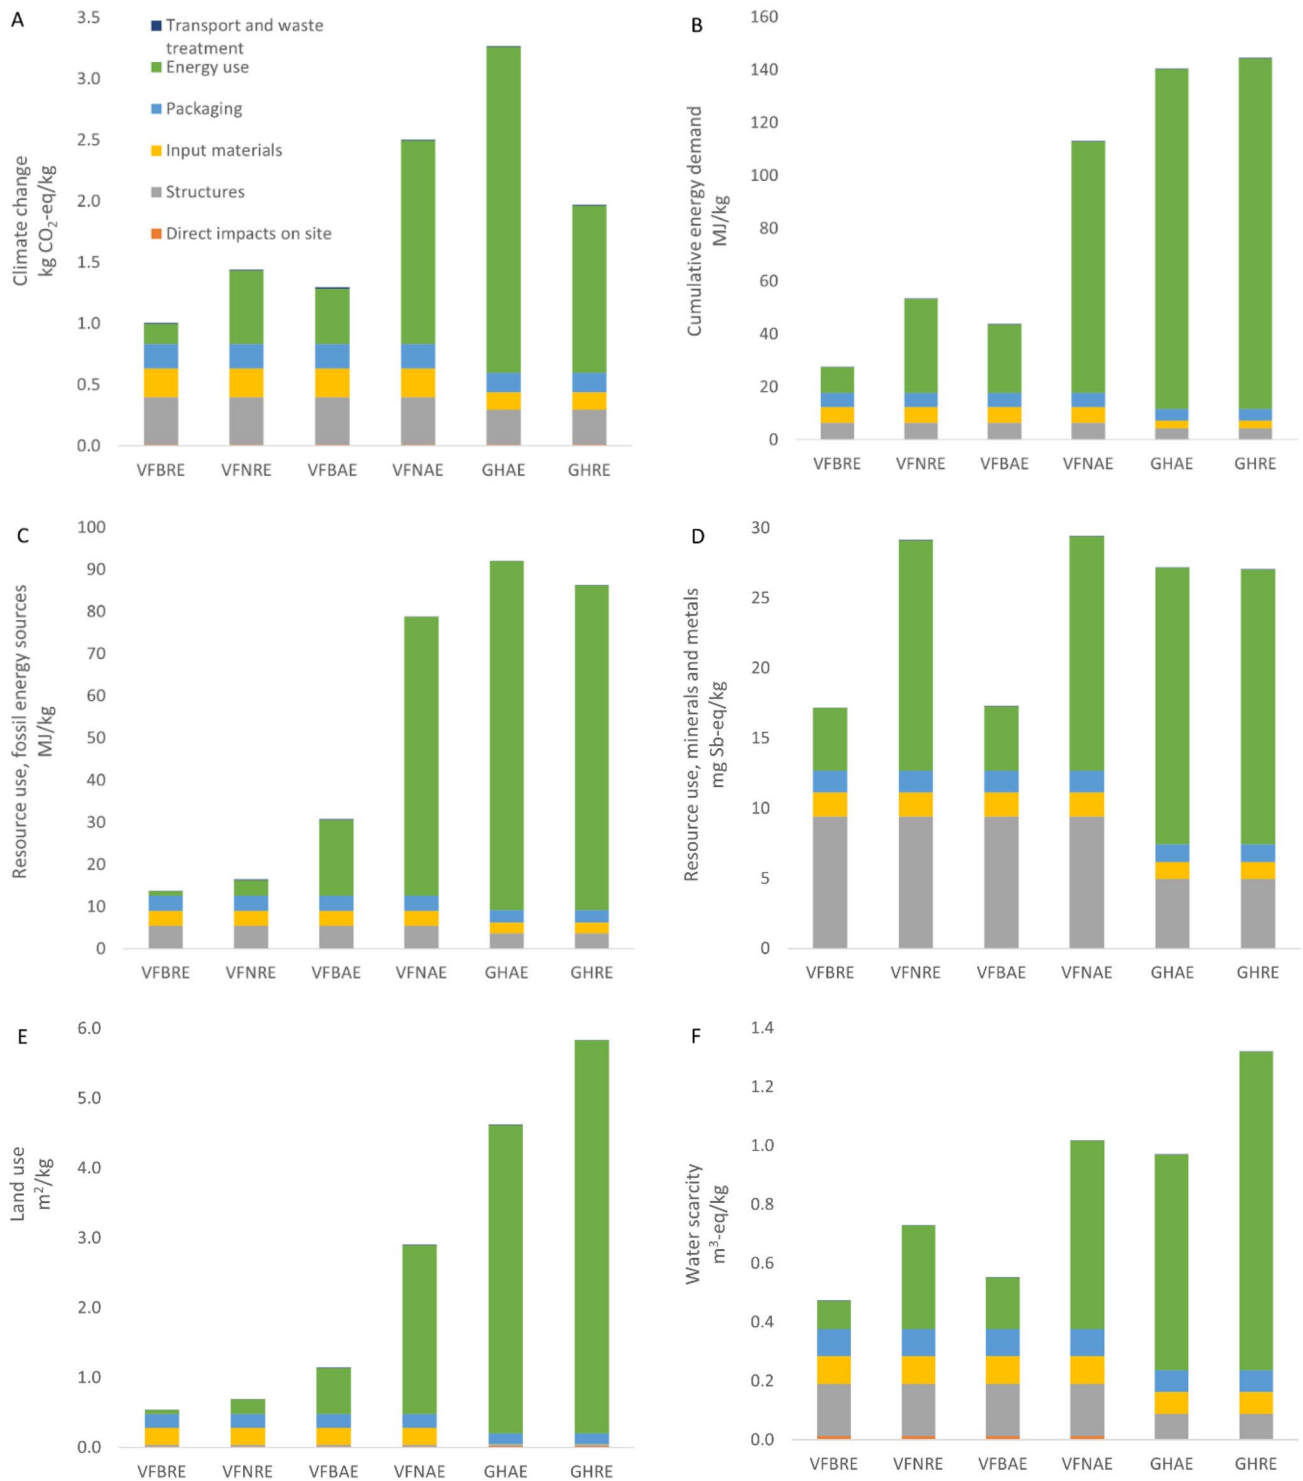 A
3.5
3.0
2.5
2.0
1.5
1.0
0.5
0.0
Climate change
kg CO₂-eq/kg
Transport and waste
treatment
Energy use
Packaging
Input materials
Structures
Direct impacts on site
VFBRE VFNRE VFBAE VFNAE GHAE GHRE
B
160
140
120
100
80
60
40
20
0
Cumulative energy demand
MJ/kg
VFBRE VFNRE VFBAE VFNAE GHAE GHRE
C
100
90
80
70
60
50
40
30
20
10
0
Resource use, fossil energy sources
MJ/kg
VFBRE VFNRE VFBAE VFNAE GHAE GHRE
D
30
25
20
15
10
5
0
Resource use, minerals and metals
mg Sb-eq/kg
VFBRE VFNRE VFBAE VFNAE GHAE GHRE
E
6.0
5.0
4.0
3.0
2.0
1.0
0.0
Land use
m²/kg
VFBRE VFNRE VFBAE VFNAE GHAE GHRE
F
1.4
1.2
1.0
0.8
0.6
0.4
0.2
0.0
Water scarcity
m³-eq/kg
VFBRE VFNRE VFBAE VFNAE GHAE GHRE